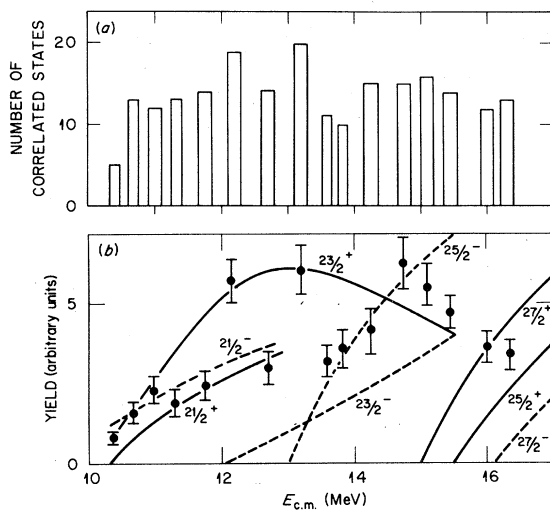 (a)
NUMBER OF
CORRELATED STATES
20
10
0
(b)
YIELD (arbitrary units)
5
0
23/2+
25/2−
21/2−
21/2+
23/2−
27/2+
25/2+
27/2−
10
12
14
16
E_c.m. (MeV)